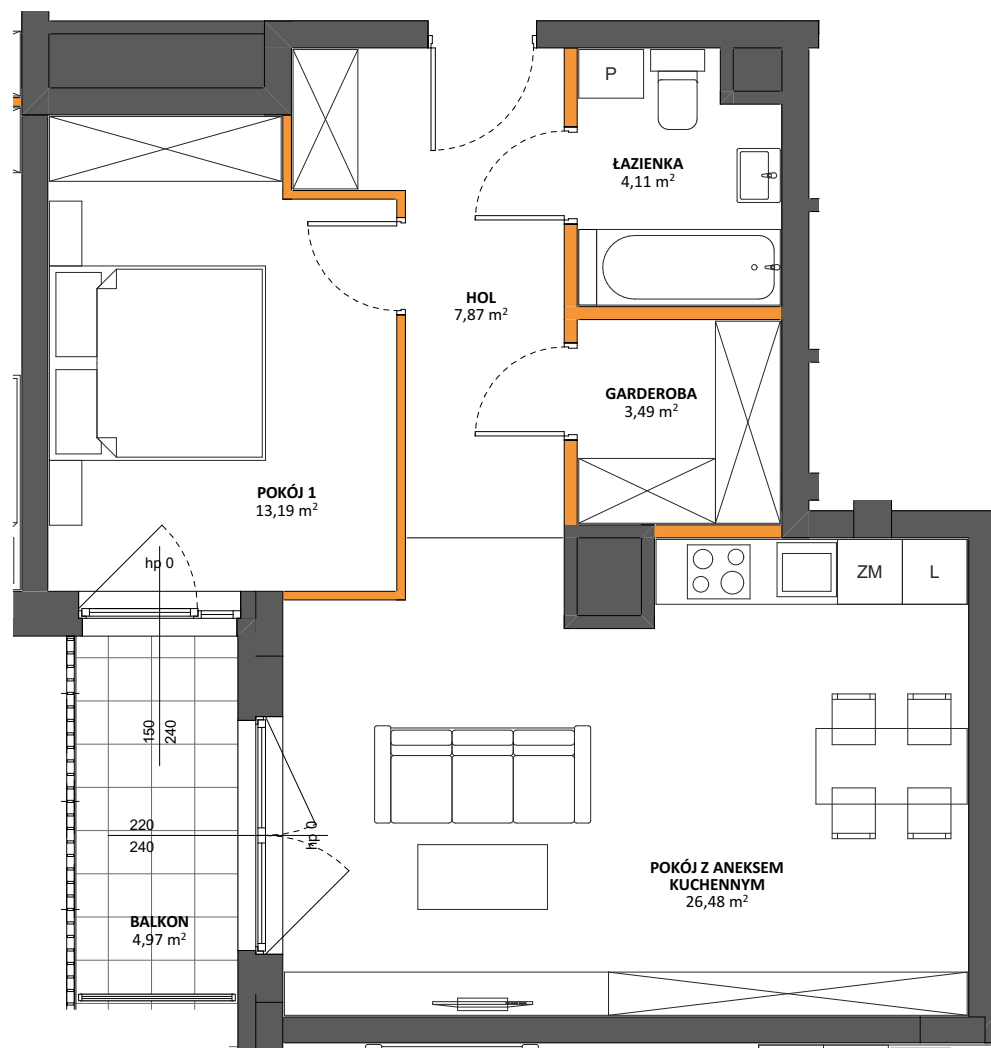 P
ŁAZIENKA
4,11 m²
HOL
7,87 m²
GARDEROBA
3,49 m²
POKÓJ 1
13,19 m²
hp 0
ZM
L
150
240
220
240
hp 0
POKÓJ Z ANEKSEM
KUCHENNYM
26,48 m²
BALKON
4,97 m²